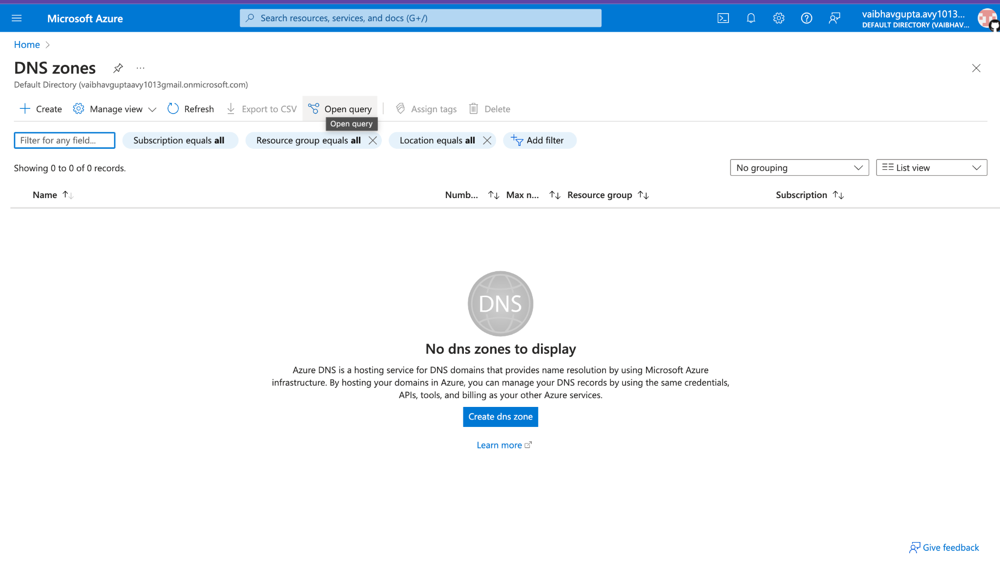 Microsoft Azure
Search resources, services, and docs (G+/)
vaibhavgupta.avy1013...
DEFAULT DIRECTORY (VAIBHAV...
Home
DNS zones
Default Directory (vaibhavguptaavy1013gmail.onmicrosoft.com)
Create Manage view Refresh Export to CSV Open query Assign tags Delete
Open query
Filter for any field... Subscription equals all Resource group equals all Location equals all Add filter
Showing 0 to 0 of 0 records. No grouping List view
Name Numb... Max n... Resource group Subscription
DNS
No dns zones to display
Azure DNS is a hosting service for DNS domains that provides name resolution by using Microsoft Azure
infrastructure. By hosting your domains in Azure, you can manage your DNS records by using the same credentials,
APIs, tools, and billing as your other Azure services.
Create dns zone
Learn more
Give feedback